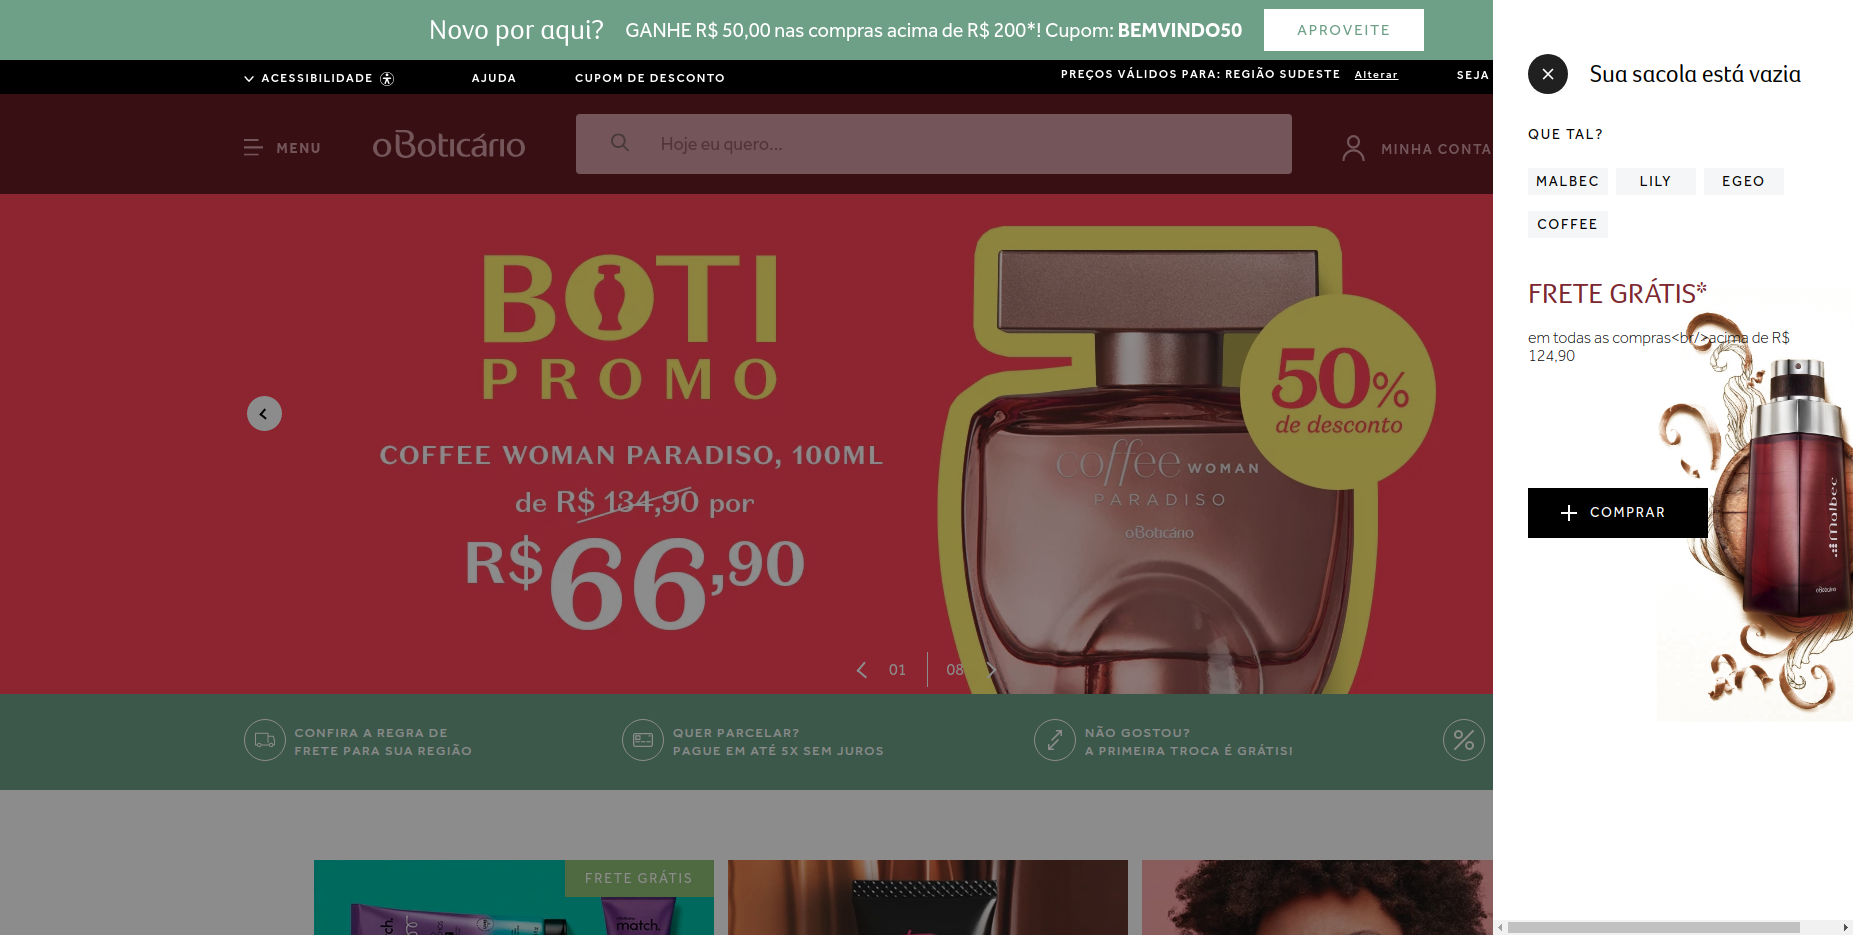 Novo por aqui? GANHE R$ 50,00 nas compras acima de R$ 200*! Cupom: BEMVINDO50 APROVEITE
ACESSIBILIDADE AJUDA CUPOM DE DESCONTO PREÇOS VÁLIDOS PARA: REGIÃO SUDESTE Alterar SEJA
MENU oBoticário Hoje eu quero... MINHA CONTA
BOTI
PROMO
COFFEE WOMAN PARADISO, 100ML
de R$ 134,90 por
R$66,90
50%
de desconto
coffee WOMAN
PARADISO
oBoticário
01 08
CONFIRA A REGRA DE
FRETE PARA SUA REGIÃO
QUER PARCELAR?
PAGUE EM ATÉ 5X SEM JUROS
NÃO GOSTOU?
A PRIMEIRA TROCA É GRÁTIS!
FRETE GRÁTIS
match.
Sua sacola está vazia
QUE TAL?
MALBEC LILY EGEO
COFFEE
FRETE GRÁTIS*
em todas as compras<br/>acima de R$
124,90
COMPRAR
Malbec
oBoticário